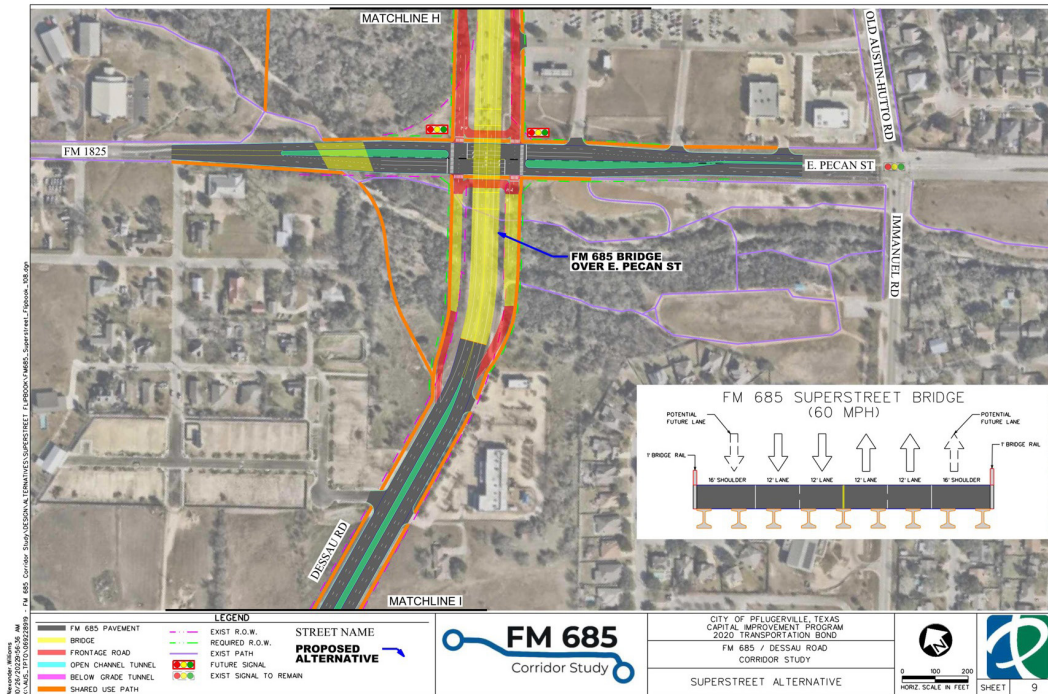 MATCHLINE H
OLD AUSTIN-HUTTO RD
FM 1825
E. PECAN ST
FM 685 BRIDGE
OVER E. PECAN ST
IMMANUEL RD
FM 685 SUPERSTREET BRIDGE
(60 MPH)
POTENTIAL
FUTURE LANE
POTENTIAL
FUTURE LANE
1' BRIDGE RAIL
1' BRIDGE RAIL
16' SHOULDER
12' LANE
12' LANE
12' LANE
12' LANE
16' SHOULDER
DESSAU RD
MATCHLINE I
LEGEND
FM 685 PAVEMENT
BRIDGE
FRONTAGE ROAD
OPEN CHANNEL TUNNEL
BELOW GRADE TUNNEL
SHARED USE PATH
EXIST R.O.W.
REQUIRED R.O.W.
EXIST PATH
FUTURE SIGNAL
EXIST SIGNAL TO REMAIN
STREET NAME
PROPOSED
ALTERNATIVE
FM 685
Corridor Study
CITY OF PFLUGERVILLE, TEXAS
CAPITAL IMPROVEMENT PROGRAM
2020 TRANSPORTATION BOND
FM 685 / DESSAU ROAD
CORRIDOR STUDY
SUPERSTREET ALTERNATIVE
N
0 100 200
HORIZ. SCALE IN FEET
SHEET 9